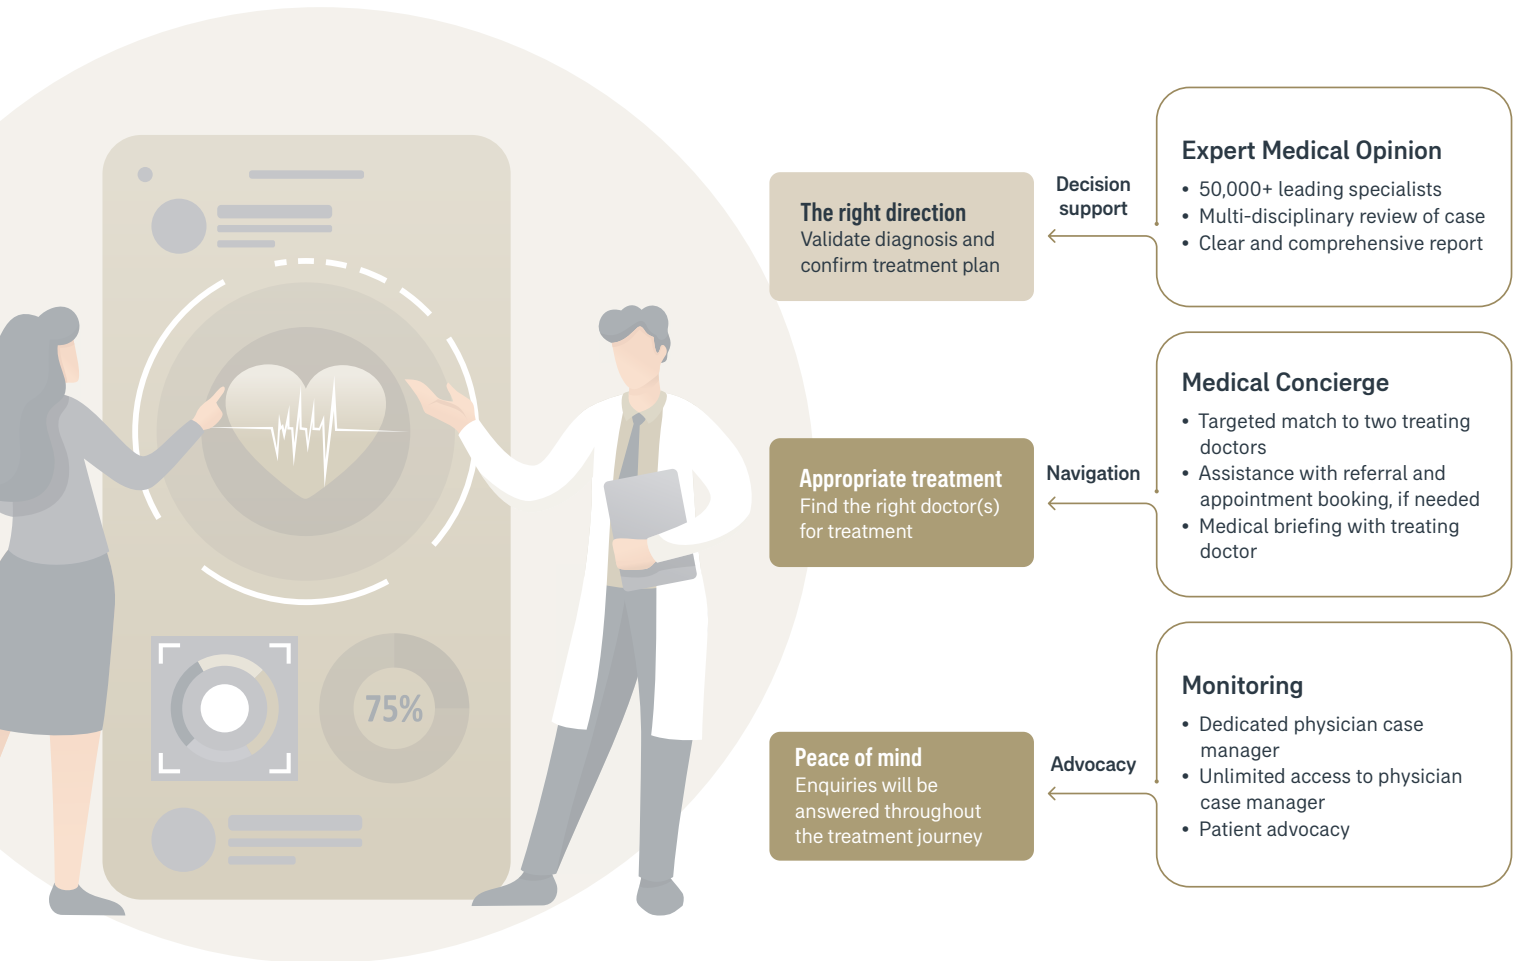 Expert Medical Opinion
• 50,000+ leading specialists
• Multi-disciplinary review of case
• Clear and comprehensive report
Decision
support
The right direction
Validate diagnosis and
confirm treatment plan
Medical Concierge
• Targeted match to two treating
doctors
• Assistance with referral and
appointment booking, if needed
• Medical briefing with treating
doctor
Navigation
Appropriate treatment
Find the right doctor(s)
for treatment
Monitoring
• Dedicated physician case
manager
• Unlimited access to physician
case manager
• Patient advocacy
Advocacy
Peace of mind
Enquiries will be
answered throughout
the treatment journey
75%